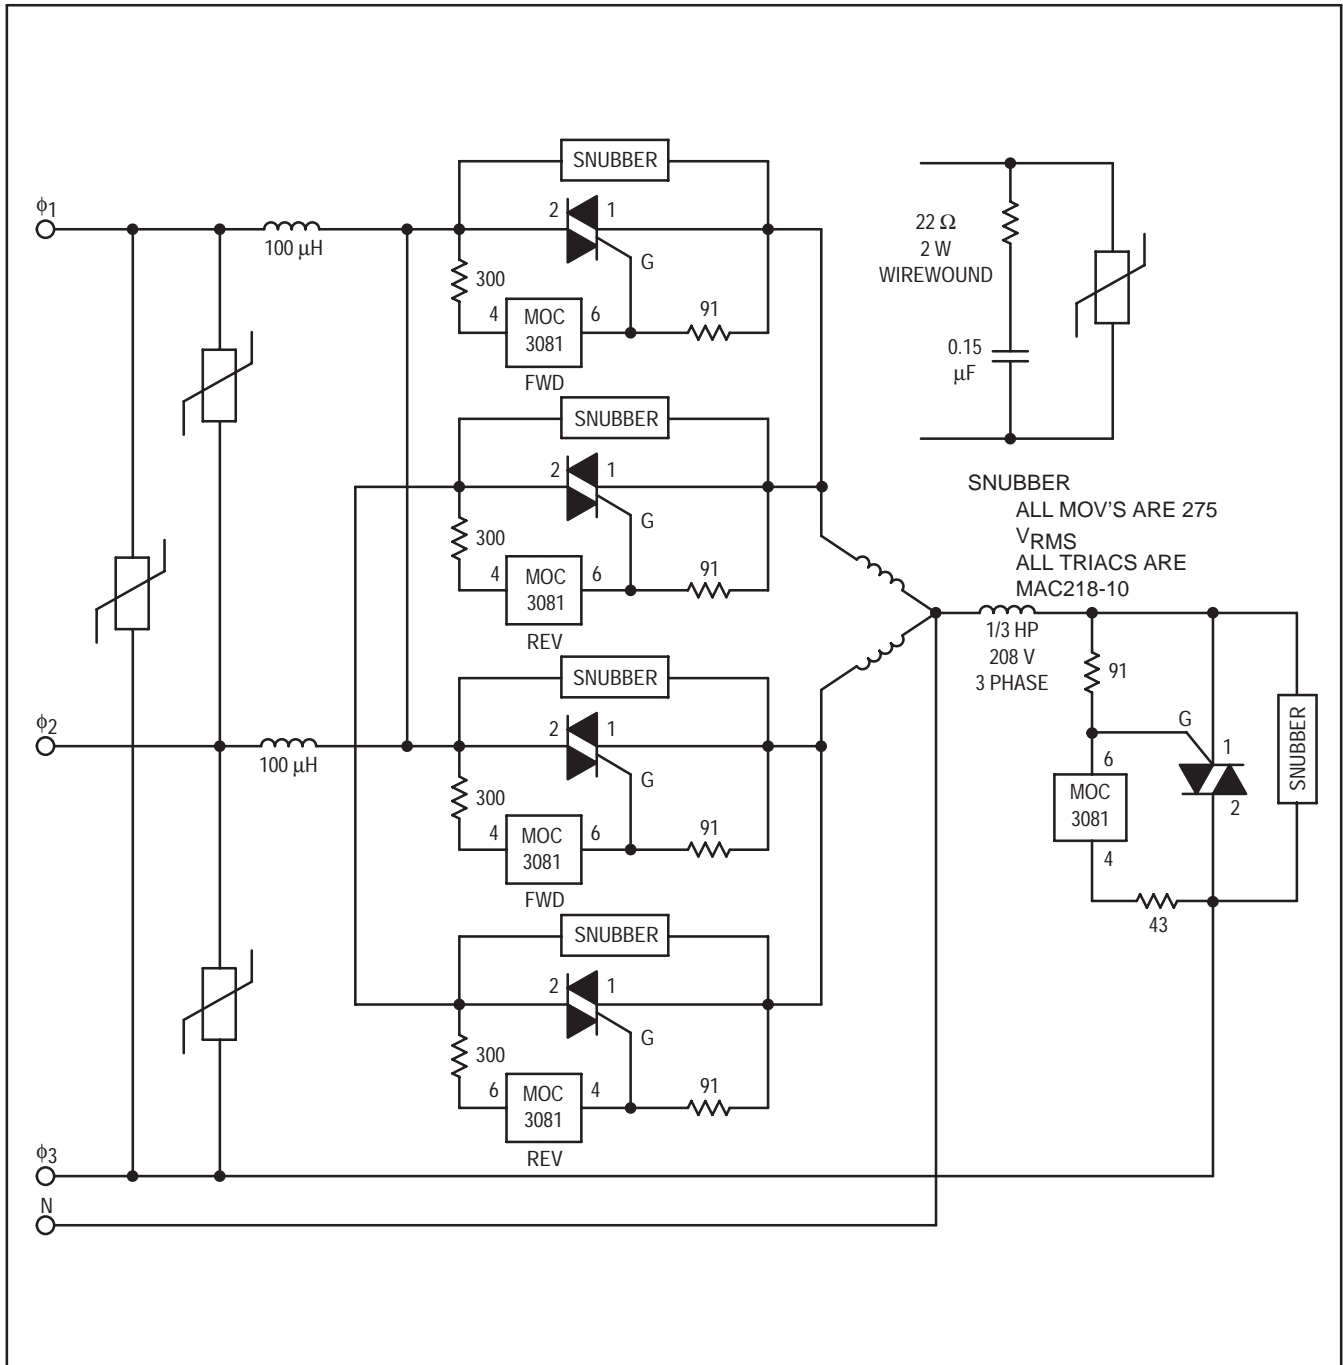 SNUBBER
ϕ1
2 1
22 Ω
2 W
WIREWOUND
100 μH
G
300
91
4 MOC 6
3081
0.15
μF
FWD
SNUBBER
2 1
SNUBBER
ALL MOV'S ARE 275
VRMS
ALL TRIACS ARE
MAC218-10
G
300
91
4 MOC 6
3081
REV
1/3 HP
208 V
3 PHASE
91
SNUBBER
ϕ2
2 1
100 μH
G
300
91
4 MOC 6
3081
FWD
G
1
6
MOC
3081
2
4
43
SNUBBER
SNUBBER
2 1
G
300
91
6 MOC 4
3081
REV
ϕ3
N